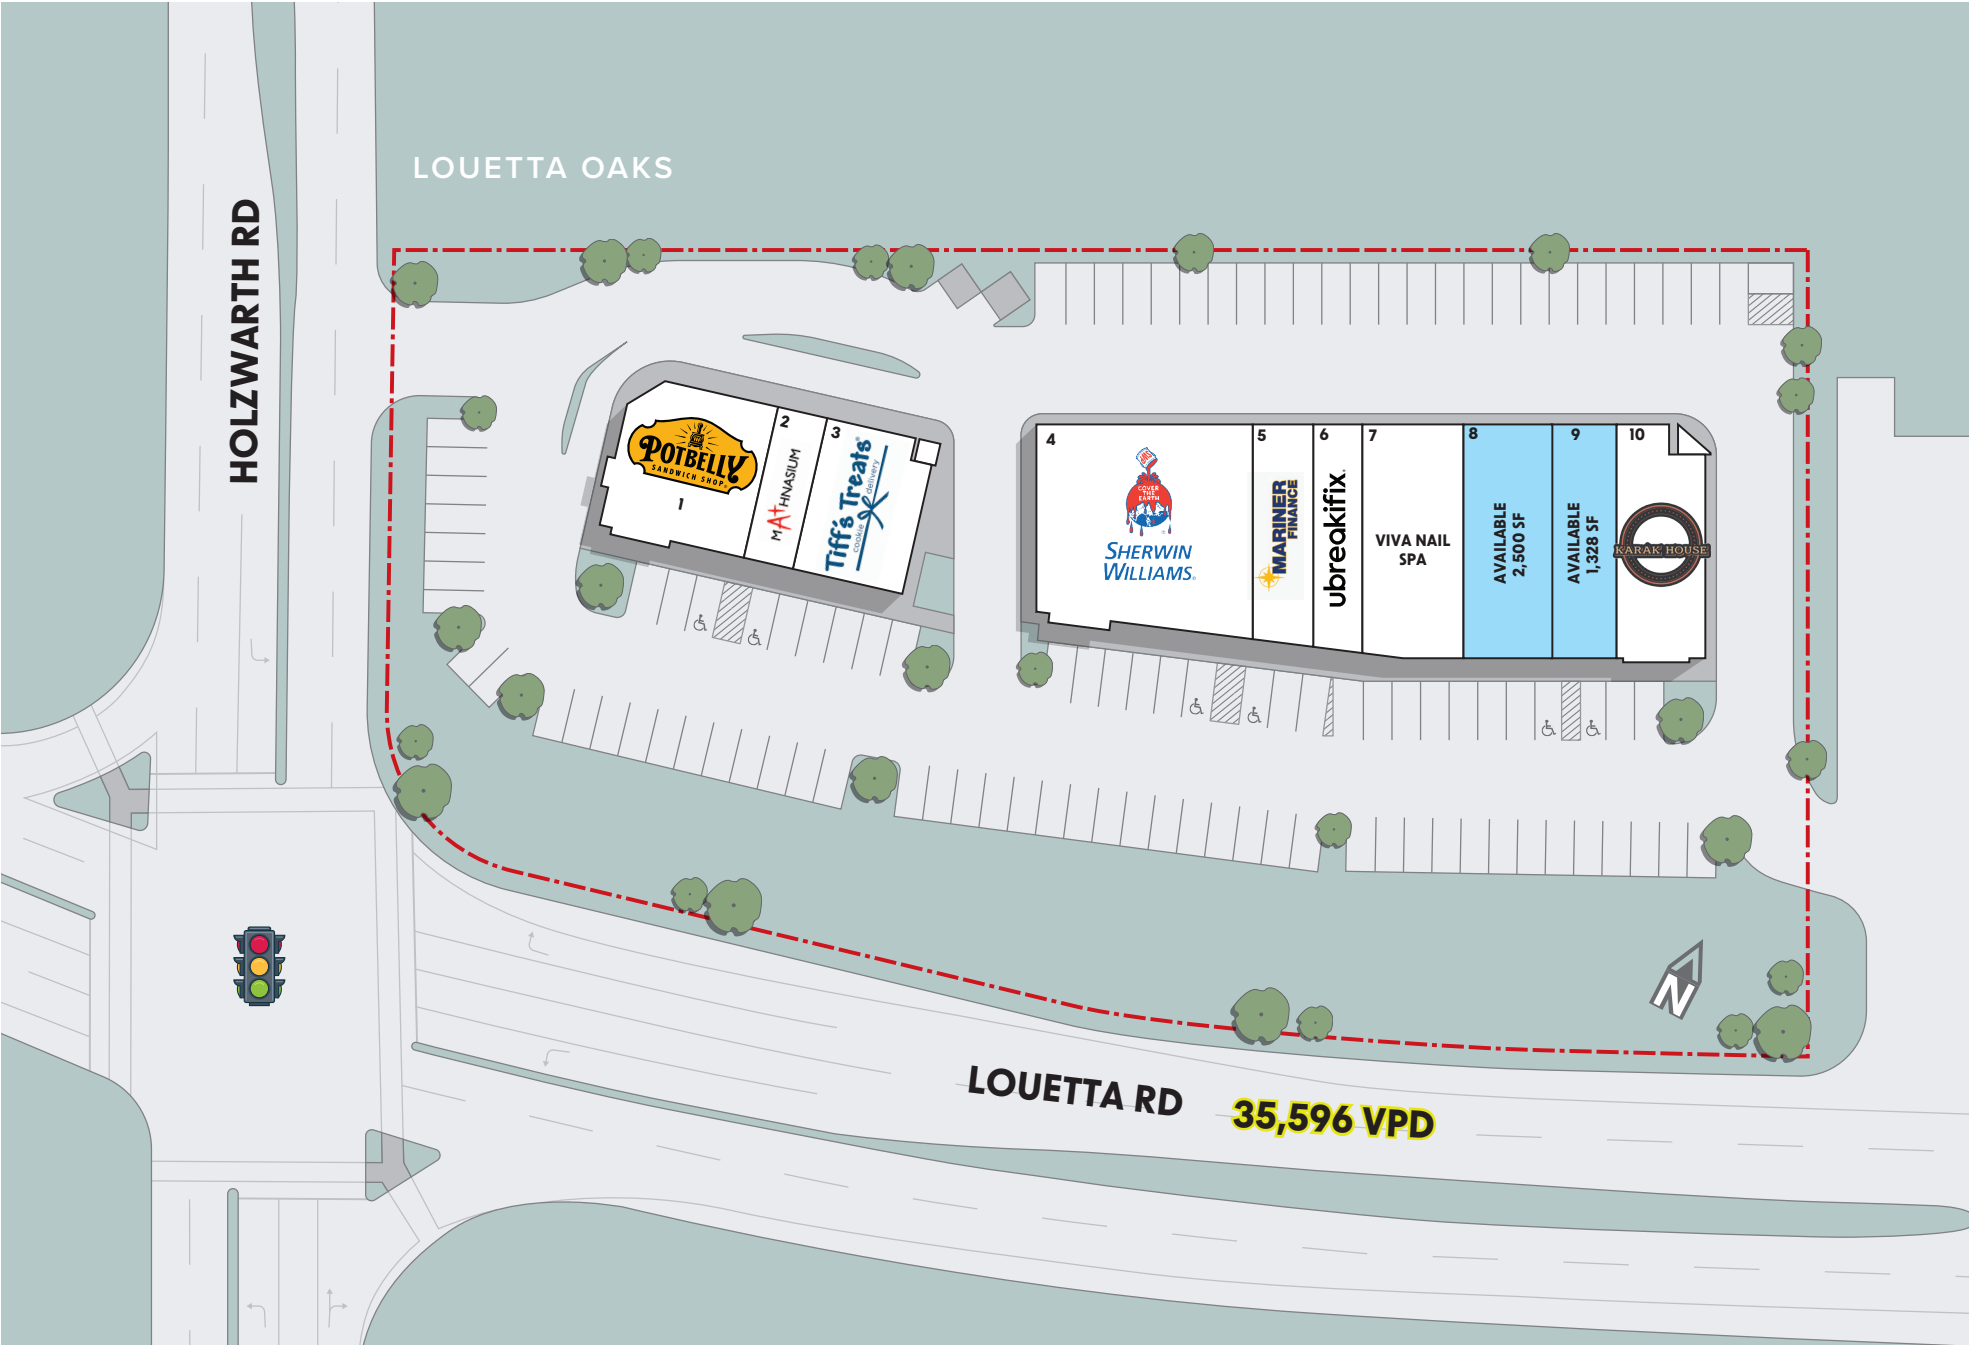 LOUETTA OAKS
HOLZWARTH RD
POTBELLY
SANDWICH SHOP®
1
2
MA+HNASIUM
3
Tiff's Treats®
cookie delivery
4
COVER
THE
EARTH
SHERWIN
WILLIAMS®
5
MARINER
FINANCE
6
ubreakifix
7
VIVA NAIL
SPA
8
AVAILABLE
2,500 SF
9
AVAILABLE
1,328 SF
10
KARAK HOUSE
N
LOUETTA RD
35,596 VPD